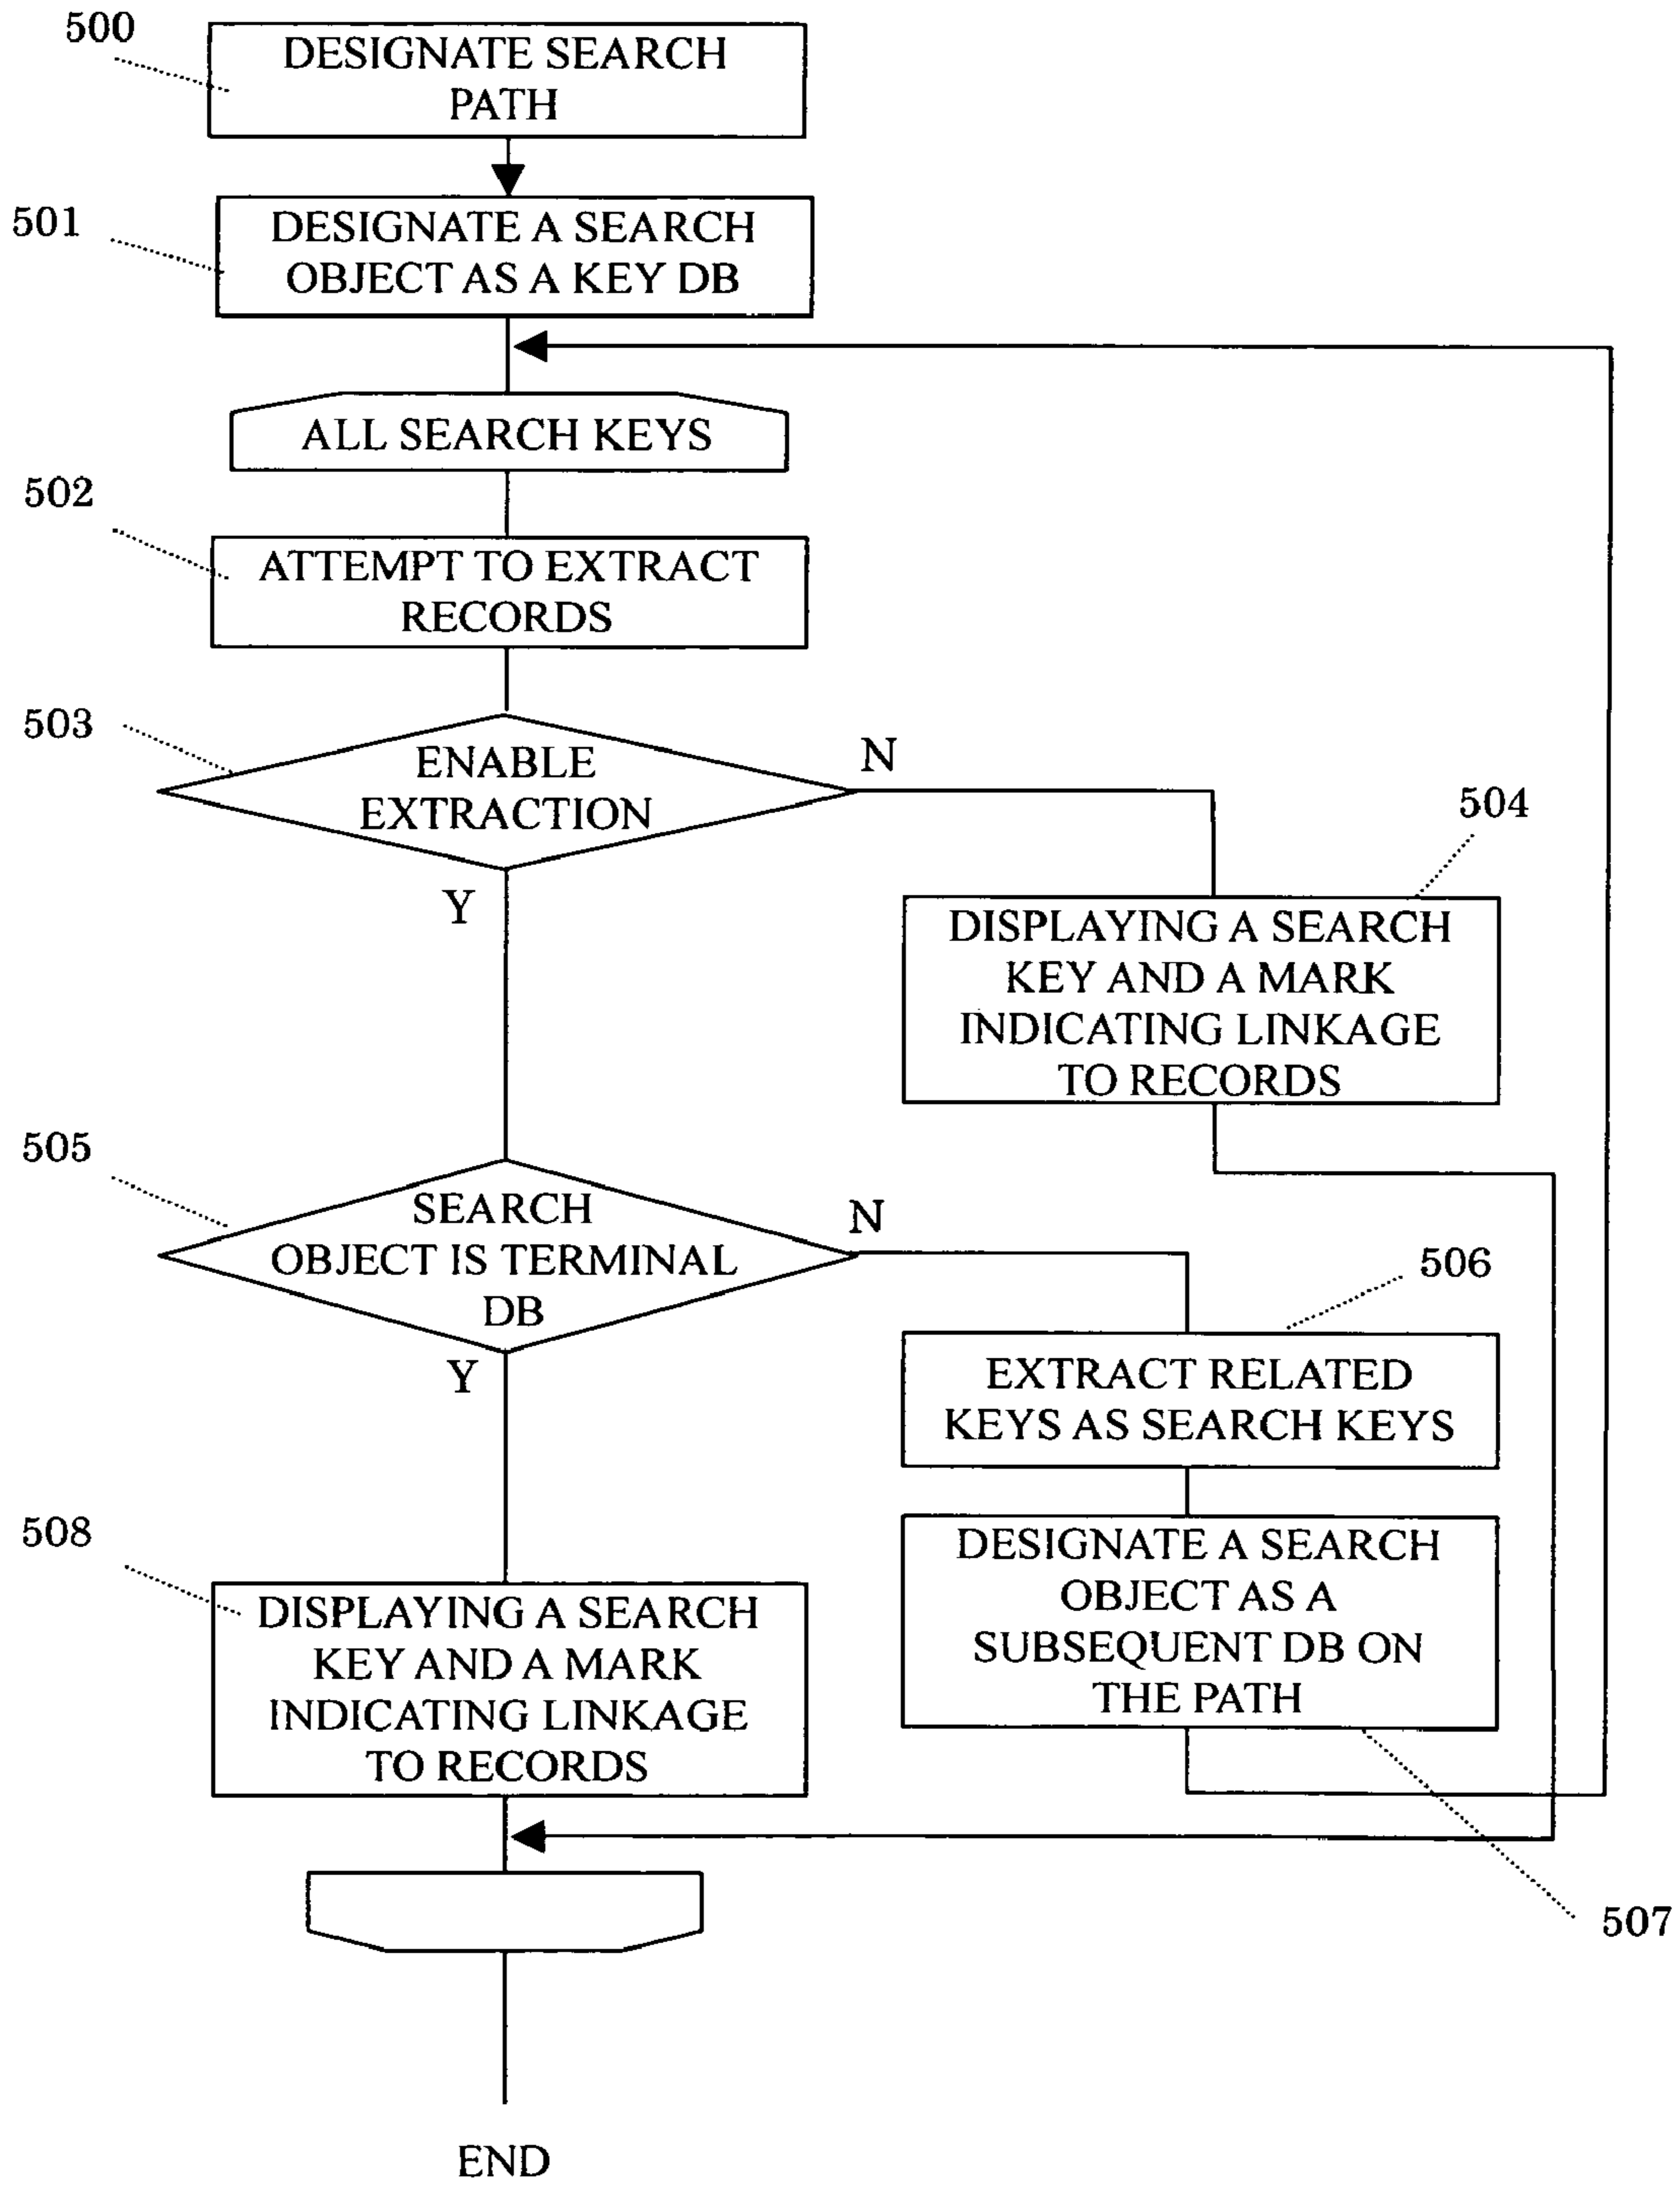 500
DESIGNATE SEARCH
PATH
501
DESIGNATE A SEARCH
OBJECT AS A KEY DB
ALL SEARCH KEYS
502
ATTEMPT TO EXTRACT
RECORDS
503
ENABLE
EXTRACTION
N
Y
504
DISPLAYING A SEARCH
KEY AND A MARK
INDICATING LINKAGE
TO RECORDS
505
SEARCH
OBJECT IS TERMINAL
DB
N
Y
506
EXTRACT RELATED
KEYS AS SEARCH KEYS
DESIGNATE A SEARCH
OBJECT AS A
SUBSEQUENT DB ON
THE PATH
507
508
DISPLAYING A SEARCH
KEY AND A MARK
INDICATING LINKAGE
TO RECORDS
END